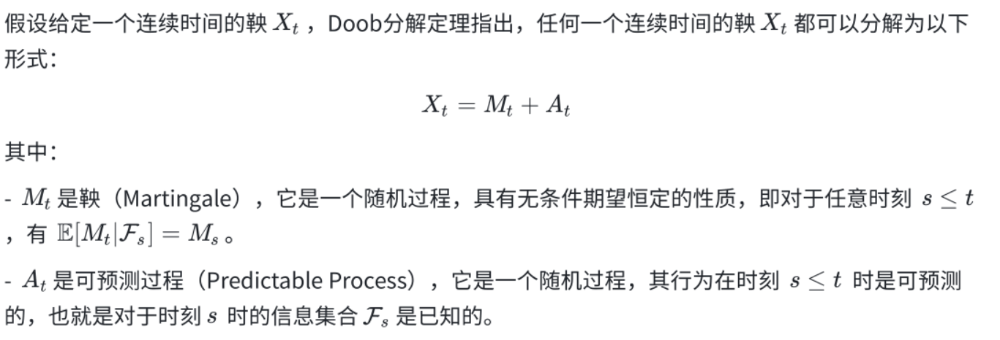 假设给定一个连续时间的鞅 $X_t$ ，Doob分解定理指出，任何一个连续时间的鞅 $X_t$ 都可以分解为以下
形式：
$X_t = M_t + A_t$
其中：
- $M_t$ 是鞅（Martingale），它是一个随机过程，具有无条件期望恒定的性质，即对于任意时刻 $s \leq t$
，有 $\mathbb{E}[M_t|\mathcal{F}_s] = M_s$ 。
- $A_t$ 是可预测过程（Predictable Process），它是一个随机过程，其行为在时刻 $s \leq t$ 时是可预测
的，也就是对于时刻 $s$ 时的信息集合 $\mathcal{F}_s$ 是已知的。